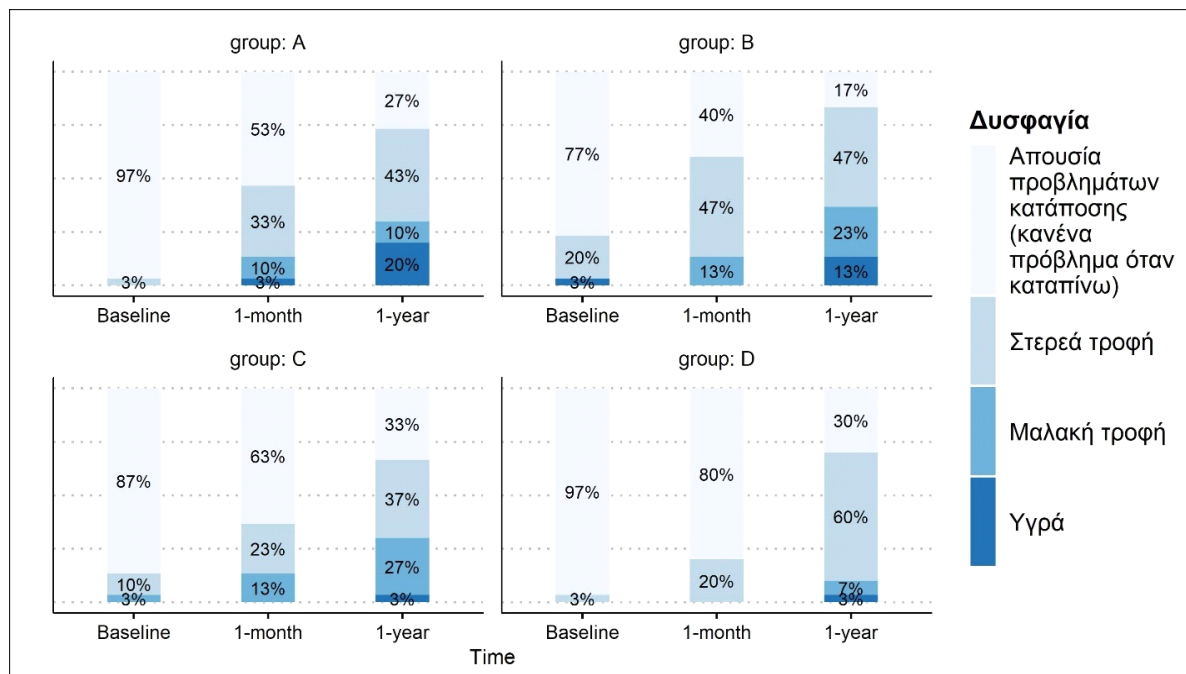 group: A
97%
3%
53%
33%
10%
3%
27%
43%
10%
20%
Baseline
1-month
1-year
group: B
77%
20%
3%
40%
47%
13%
17%
47%
23%
13%
Baseline
1-month
1-year
group: C
87%
10%
3%
63%
23%
13%
33%
37%
27%
3%
Baseline
1-month
1-year
group: D
97%
3%
80%
20%
30%
60%
7%
3%
Baseline
1-month
1-year
Time
Δυσφαγία
Απουσία
προβλημάτων
κατάποσης
(κανένα
πρόβλημα όταν
καταπίνω)
Στερεά τροφή
Μαλακή τροφή
Υγρά